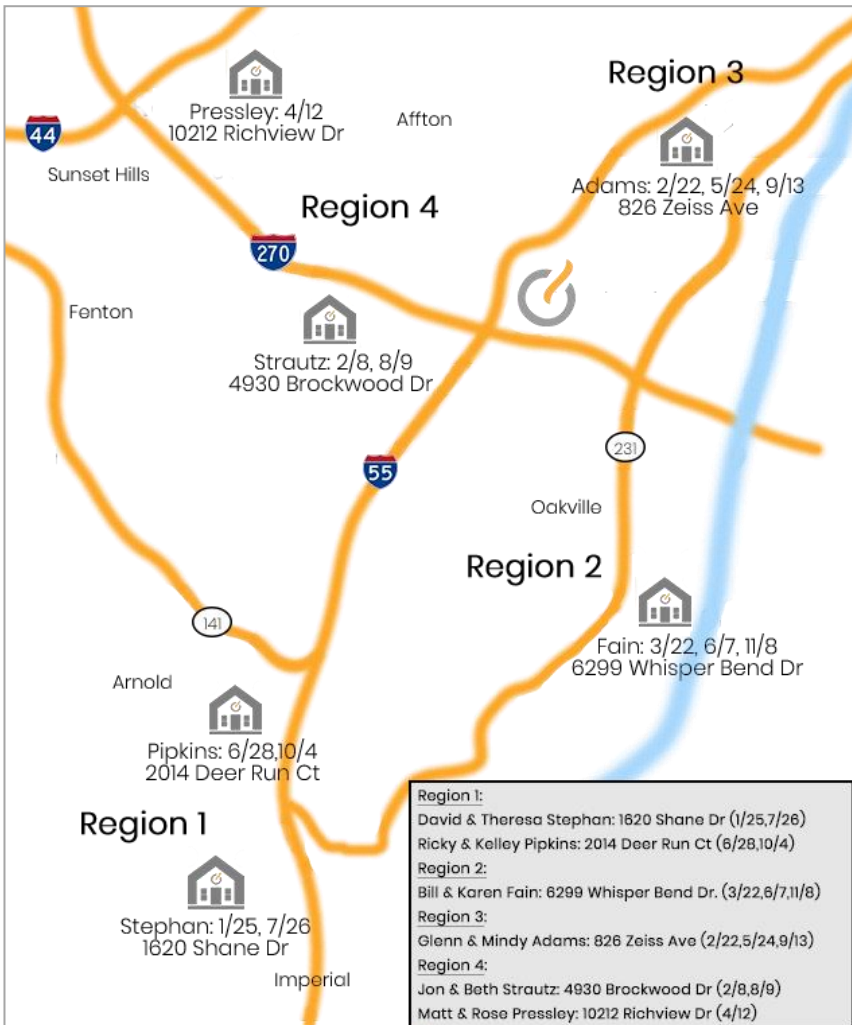 Region 3
Pressley: 4/12
10212 Richview Dr
Affton
44
Sunset Hills
Adams: 2/22, 5/24, 9/13
826 Zeiss Ave
Region 4
270
Fenton
Strautz: 2/8, 8/9
4930 Brockwood Dr
231
55
Oakville
Region 2
141
Fain: 3/22, 6/7, 11/8
6299 Whisper Bend Dr
Arnold
Pipkins: 6/28,10/4
2014 Deer Run Ct
Region 1
Stephan: 1/25, 7/26
1620 Shane Dr
Imperial
Region 1:
David & Theresa Stephan: 1620 Shane Dr (1/25,7/26)
Ricky & Kelley Pipkins: 2014 Deer Run Ct (6/28,10/4)
Region 2:
Bill & Karen Fain: 6299 Whisper Bend Dr. (3/22,6/7,11/8)
Region 3:
Glenn & Mindy Adams: 826 Zeiss Ave (2/22,5/24,9/13)
Region 4:
Jon & Beth Strautz: 4930 Brockwood Dr (2/8,8/9)
Matt & Rose Pressley: 10212 Richview Dr (4/12)